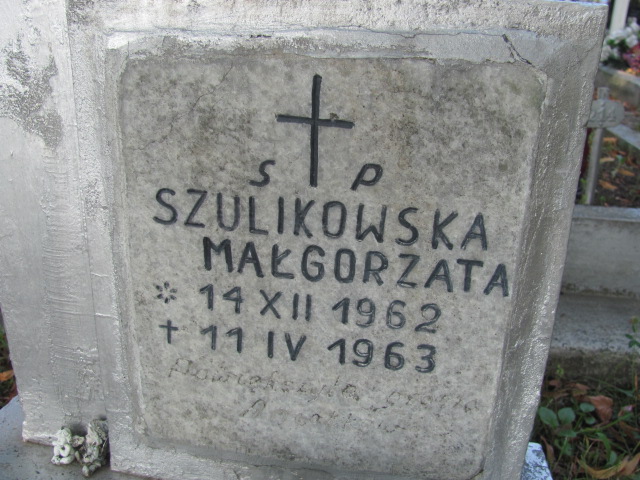 S P
SZULIKOWSKA
MAŁGORZATA
* 14 XII 1962
+ 11 IV 1963